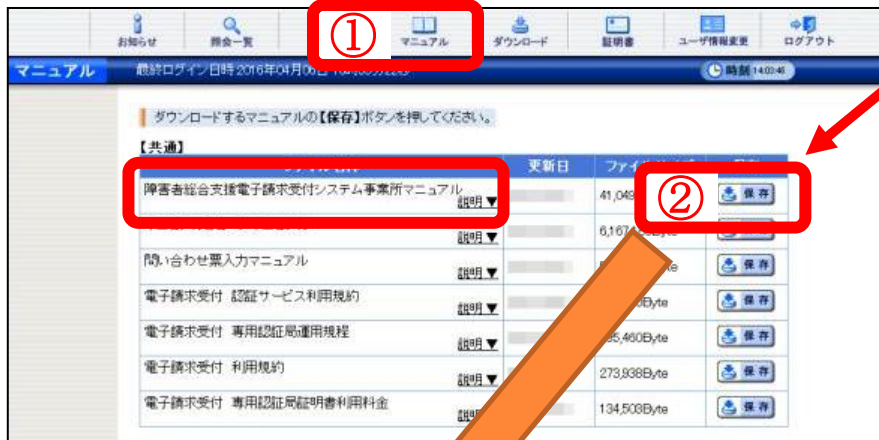 お知らせ
照会一覧
①
マニュアル
ダウンロード
証明書
ユーザ情報変更
ログアウト
マニュアル
最終ログイン日時 2016年04月
時刻 14:03:46
ダウンロードするマニュアルの【保存】ボタンを押してください。
【共通】
更新日
障害者総合支援電子請求受付システム事業所マニュアル
説明▼
41,049
②
保存
説明▼
問い合わせ票入力マニュアル
説明▼
保存
電子請求受付 認証サービス利用規約
説明▼
Byte
保存
電子請求受付 専用認証局運用規程
説明▼
5,460Byte
保存
電子請求受付 利用規約
説明▼
273,938Byte
保存
電子請求受付 専用認証局証明書利用料金
説明
134,503Byte
保存